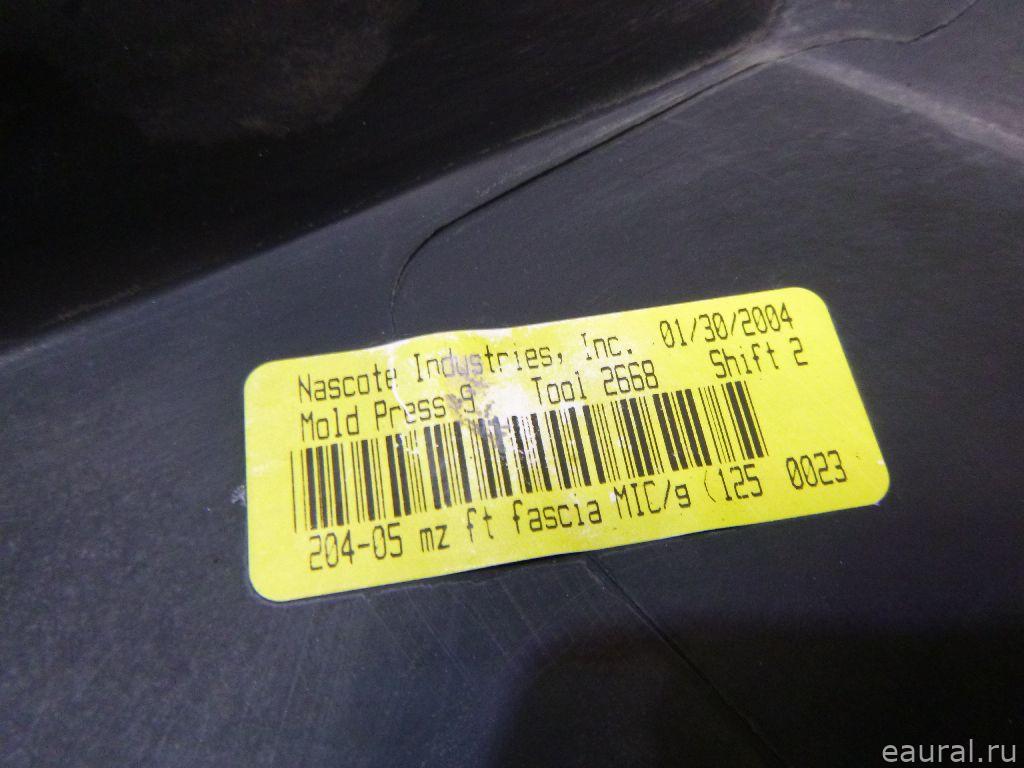 Nascote Industries, Inc. 01/30/2004
Mold Press 9 Tool 2668 Shift 2
204-05 mz ft fascia MIC/g (125 0023
eaural.ru